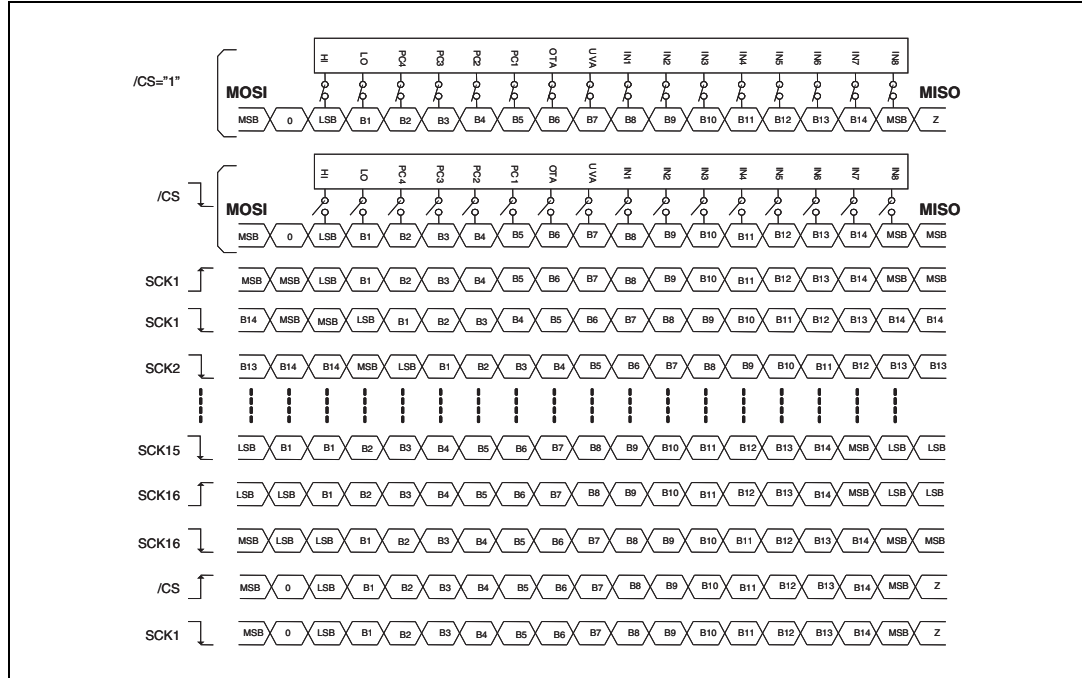 HI LO PC4 PC3 PC2 PC1 OTA UVA IN1 IN2 IN3 IN4 IN5 IN6 IN7 IN8
/CS="1"
MOSI MISO
MSB 0 LSB B1 B2 B3 B4 B5 B6 B7 B8 B9 B10 B11 B12 B13 B14 MSB Z
HI LO PC4 PC3 PC2 PC1 OTA UVA IN1 IN2 IN3 IN4 IN5 IN6 IN7 IN8
/CS
MOSI MISO
MSB 0 LSB B1 B2 B3 B4 B5 B6 B7 B8 B9 B10 B11 B12 B13 B14 MSB MSB
SCK1 MSB MSB LSB B1 B2 B3 B4 B5 B6 B7 B8 B9 B10 B11 B12 B13 B14 MSB MSB
SCK1 B14 MSB MSB LSB B1 B2 B3 B4 B5 B6 B7 B8 B9 B10 B11 B12 B13 B14 B14
SCK2 B13 B14 B14 MSB LSB B1 B2 B3 B4 B5 B6 B7 B8 B9 B10 B11 B12 B13 B13
SCK15 LSB B1 B1 B2 B3 B4 B5 B6 B7 B8 B9 B10 B11 B12 B13 B14 MSB LSB LSB
SCK16 LSB LSB B1 B2 B3 B4 B5 B6 B7 B8 B9 B10 B11 B12 B13 B14 MSB LSB LSB
SCK16 MSB LSB LSB B1 B2 B3 B4 B5 B6 B7 B8 B9 B10 B11 B12 B13 B14 MSB MSB
/CS MSB 0 LSB B1 B2 B3 B4 B5 B6 B7 B8 B9 B10 B11 B12 B13 B14 MSB Z
SCK1 MSB 0 LSB B1 B2 B3 B4 B5 B6 B7 B8 B9 B10 B11 B12 B13 B14 MSB Z